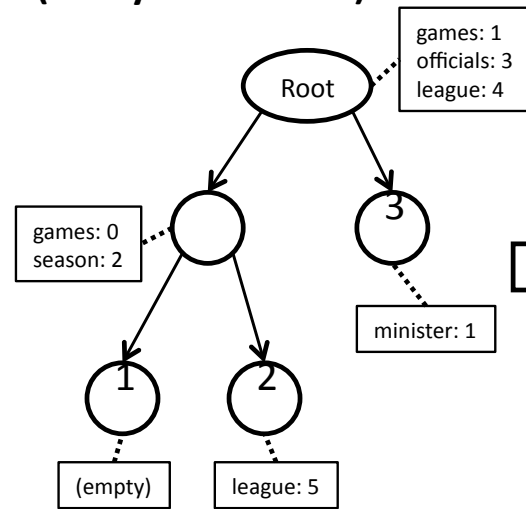 games: 1
officials: 3
league: 4
Root
3
games: 0
season: 2
minister: 1
1
2
(empty)
league: 5